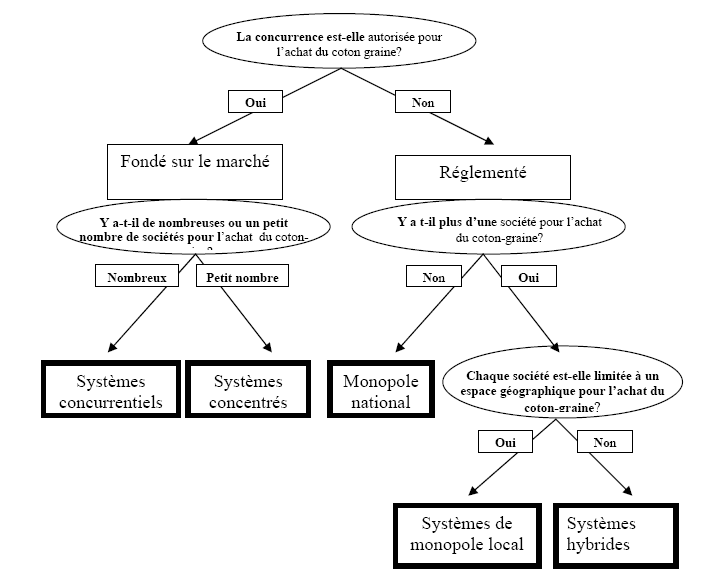 La concurrence est-elle autorisée pour
l'achat du coton graine?
Oui
Non
Fondé sur le marché
Réglementé
Y a-t-il de nombreuses ou un petit
nombre de sociétés pour l'achat du coton-
Y a t-il plus d'une société pour l'achat
du coton-graine?
Nombreux
Petit nombre
Non
Oui
Systèmes
concurrentiels
Systèmes
concentrés
Monopole
national
Chaque société est-elle limitée à un
espace géographique pour l'achat du
coton-graine?
Oui
Non
Systèmes de
monopole local
Systèmes
hybrides